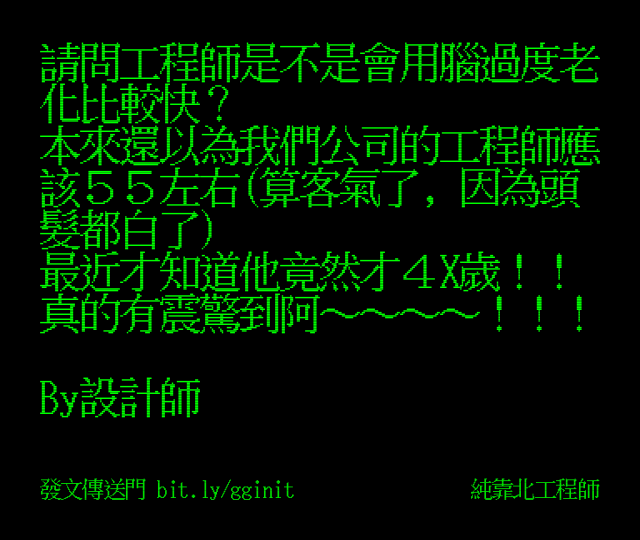 請問工程師是不是會用腦過度老
化比較快？
本來還以為我們公司的工程師應
該５５左右(算客氣了, 因為頭
髮都白了)
最近才知道他竟然才４X歲！！
真的有震驚到阿～～～～！！！
By設計師
發文傳送門 bit.ly/gginit
純靠北工程師